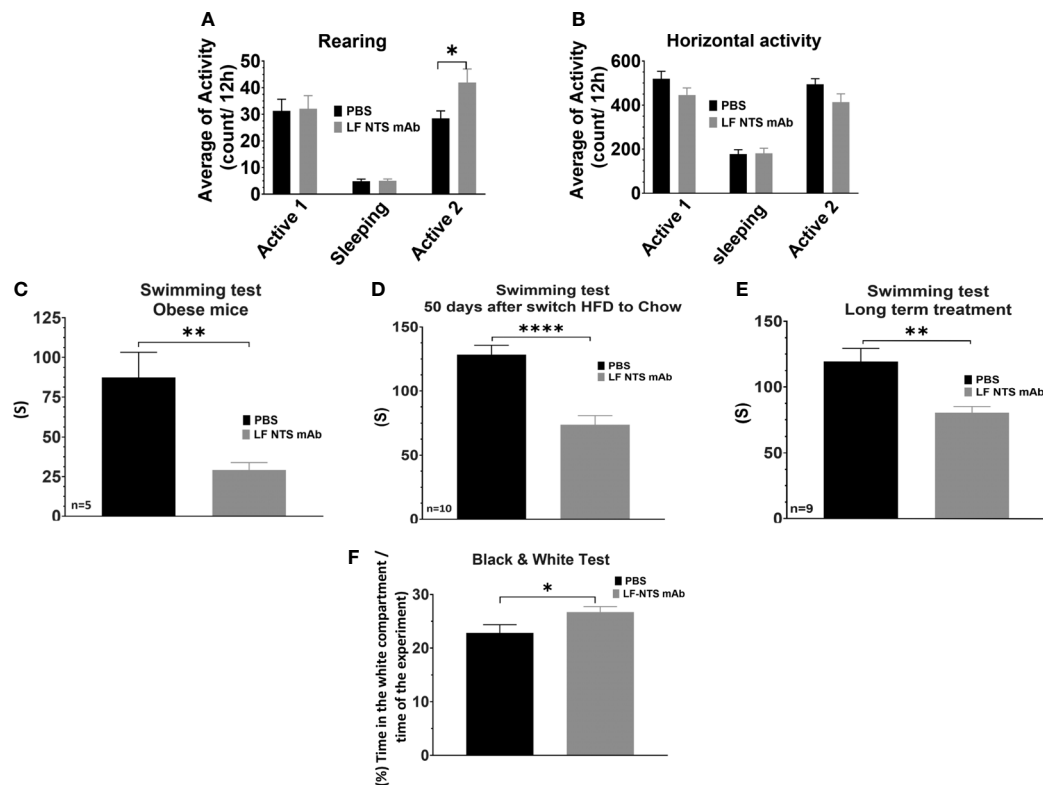 A
Rearing
Average of Activity
(count/ 12h)
50
40
30
20
10
0
*
PBS
LF NTS mAb
Active 1
Sleeping
Active 2
B
Horizontal activity
Average of Activity
(count/ 12h)
600
400
200
0
PBS
LF NTS mAb
Active 1
sleeping
Active 2
C
Swimming test
Obese mice
(S)
125
100
75
50
25
0
**
PBS
LF NTS mAb
n=5
D
Swimming test
50 days after switch HFD to Chow
(S)
150
100
50
0
****
PBS
LF NTS mAb
n=10
E
Swimming test
Long term treatment
(S)
150
100
50
0
**
PBS
LF NTS mAb
n=9
F
Black & White Test
(%) Time in the white compartment /
time of the experiment
30
20
10
0
*
PBS
LF-NTS mAb